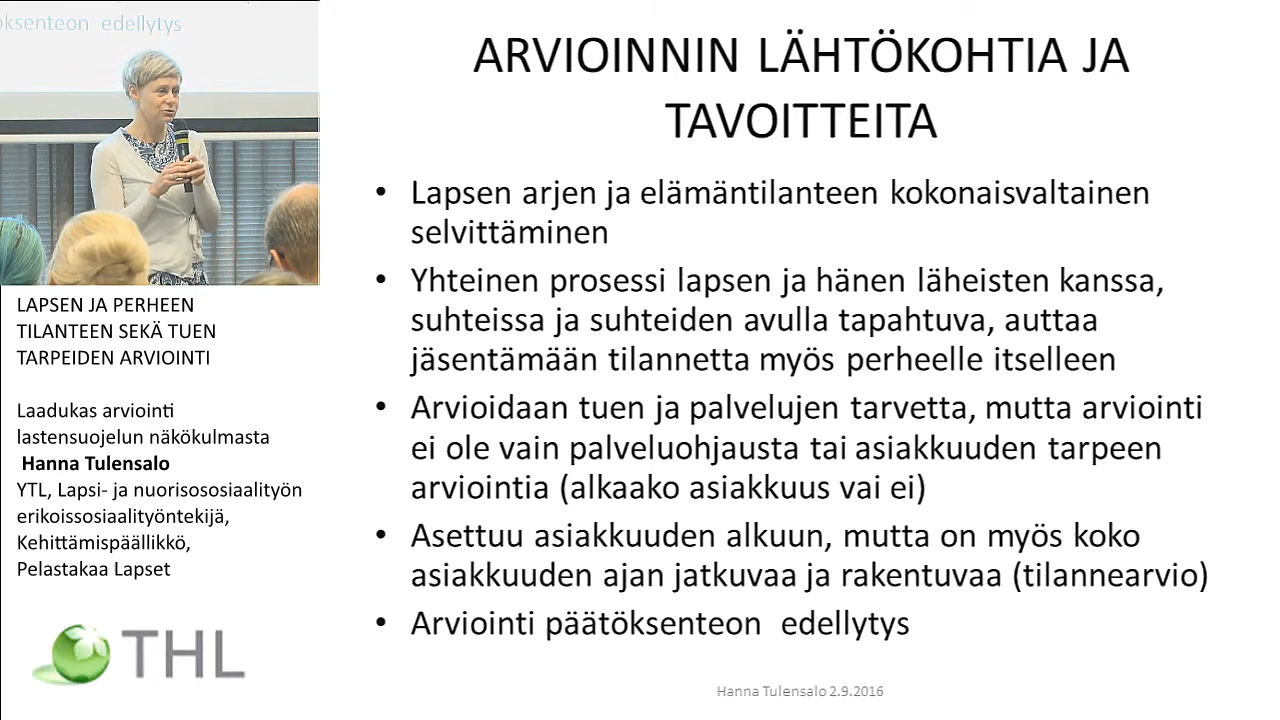 öksenteon edellytys
LAPSEN JA PERHEEN
TILANTEEN SEKÄ TUEN
TARPEIDEN ARVIOINTI
Laadukas arviointi
lastensuojelun näkökulmasta
Hanna Tulensalo
YTL, Lapsi- ja nuorisososiaalityön
erikoissosiaalityöntekijä,
Kehittämispäällikkö,
Pelastakaa Lapset
THL
ARVIOINNIN LÄHTÖKOHTIA JA
TAVOITTEITA
• Lapsen arjen ja elämäntilanteen kokonaisvaltainen
selvittäminen
• Yhteinen prosessi lapsen ja hänen läheisten kanssa,
suhteissa ja suhteiden avulla tapahtuva, auttaa
jäsentämään tilannetta myös perheelle itselleen
• Arvioidaan tuen ja palvelujen tarvetta, mutta arviointi
ei ole vain palveluohjausta tai asiakkuuden tarpeen
arviointia (alkaako asiakkuus vai ei)
• Asettuu asiakkuuden alkuun, mutta on myös koko
asiakkuuden ajan jatkuvaa ja rakentuvaa (tilannearvio)
• Arviointi päätöksenteon  edellytys
Hanna Tulensalo 2.9.2016